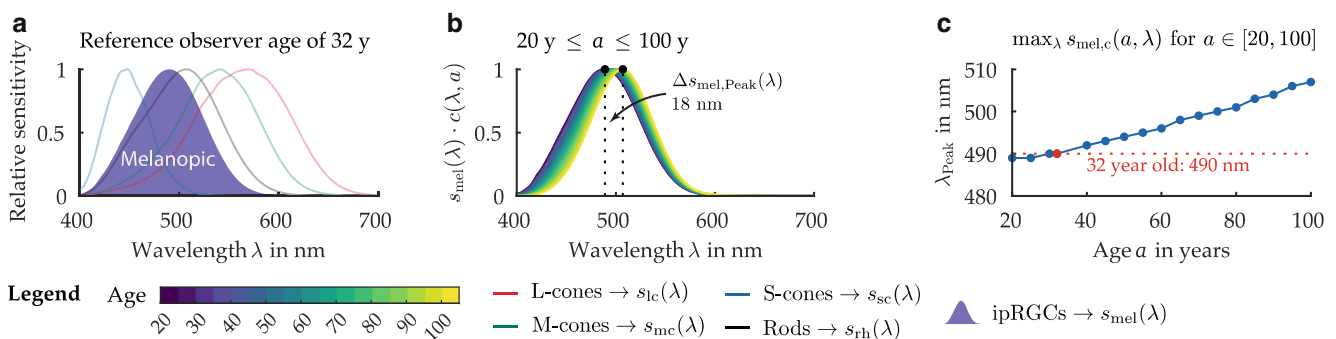 a
Reference observer age of 32 y
Relative sensitivity
1
0.5
0
Melanopic
400 500 600 700
Wavelength λ in nm
b
20 y ≤ a ≤ 100 y
s_mel(λ) · c(λ, a)
1
0.5
0
Δs_mel,Peak(λ)
18 nm
400 500 600 700
Wavelength λ in nm
c
max_λ s_mel,c(a, λ) for a ∈ [20, 100]
λ_Peak in nm
510
500
490
480
32 year old: 490 nm
20 40 60 80 100
Age a in years
Legend
Age
20 30 40 50 60 70 80 90 100
L-cones → s_lc(λ)
M-cones → s_mc(λ)
S-cones → s_sc(λ)
Rods → s_rh(λ)
ipRGCs → s_mel(λ)